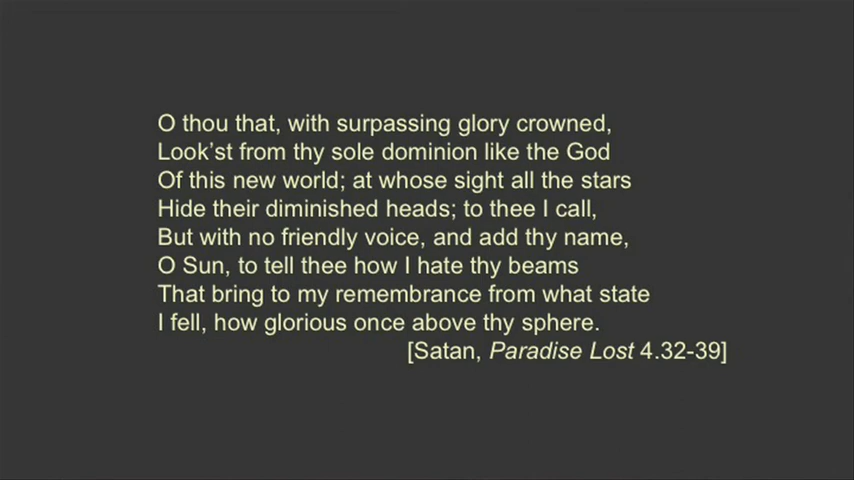 O thou that, with surpassing glory crowned,
Look’st from thy sole dominion like the God
Of this new world; at whose sight all the stars
Hide their diminished heads; to thee I call,
But with no friendly voice, and add thy name,
O Sun, to tell thee how I hate thy beams
That bring to my remembrance from what state
I fell, how glorious once above thy sphere.
[Satan, Paradise Lost 4.32-39]